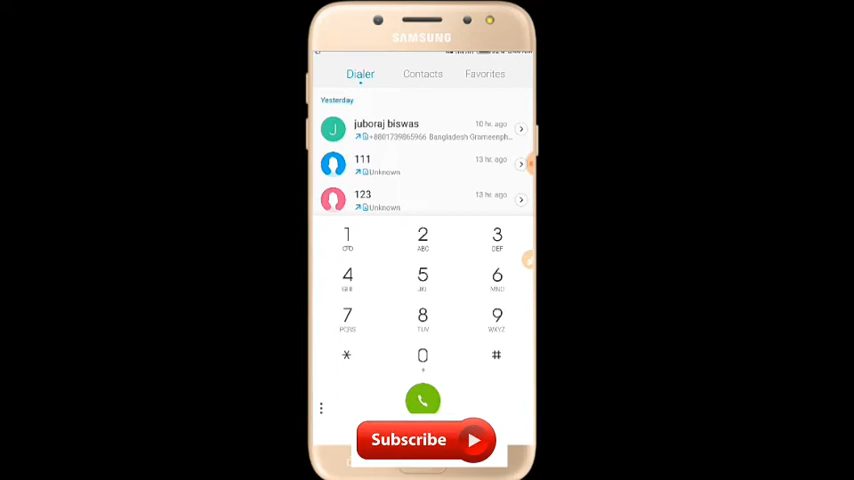 SAMSUNG
Dialer Contacts Favorites
Yesterday
juboraj biswas 10 hr. ago
+8801739865966 Bangladesh Grameenph...
111 13 hr. ago
Unknown
123 13 hr. ago
Unknown
1 2 3
ABC DEF
4 5 6
GHI JKL MNO
7 8 9
PQRS TUV WXYZ
* 0 #
+
Subscribe